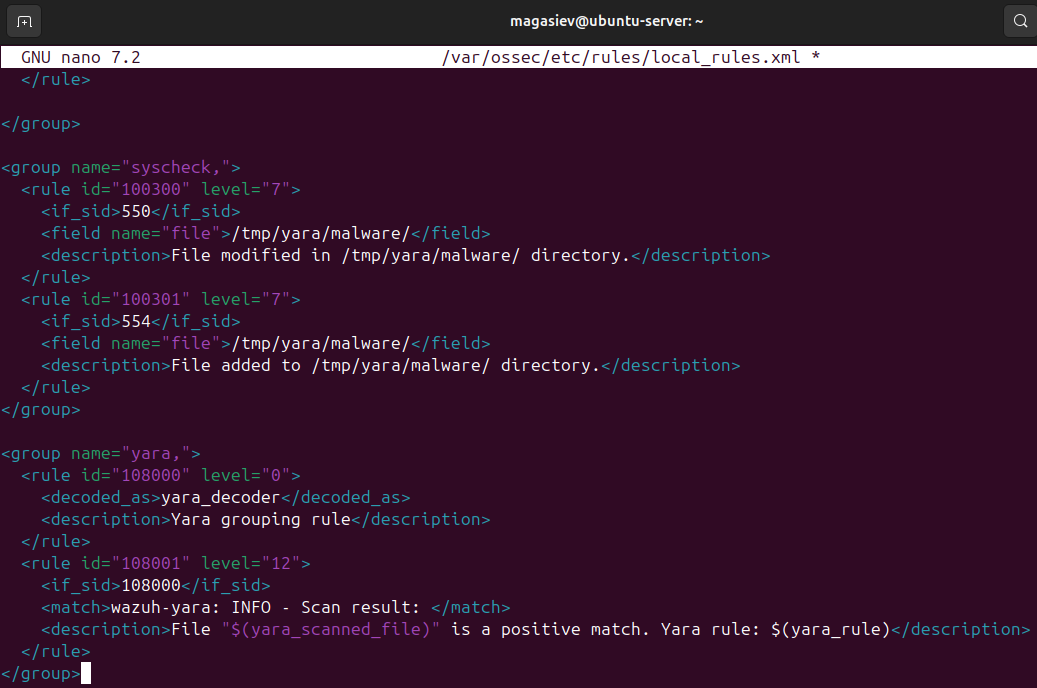 magasiev@ubuntu-server: ~
GNU nano 7.2 /var/ossec/etc/rules/local_rules.xml *
  </rule>

</group>

<group name="syscheck,">
  <rule id="100300" level="7">
    <if_sid>550</if_sid>
    <field name="file">/tmp/yara/malware/</field>
    <description>File modified in /tmp/yara/malware/ directory.</description>
  </rule>
  <rule id="100301" level="7">
    <if_sid>554</if_sid>
    <field name="file">/tmp/yara/malware/</field>
    <description>File added to /tmp/yara/malware/ directory.</description>
  </rule>
</group>

<group name="yara,">
  <rule id="108000" level="0">
    <decoded_as>yara_decoder</decoded_as>
    <description>Yara grouping rule</description>
  </rule>
  <rule id="108001" level="12">
    <if_sid>108000</if_sid>
    <match>wazuh-yara: INFO - Scan result: </match>
    <description>File "$(yara_scanned_file)" is a positive match. Yara rule: $(yara_rule)</description>
  </rule>
</group>